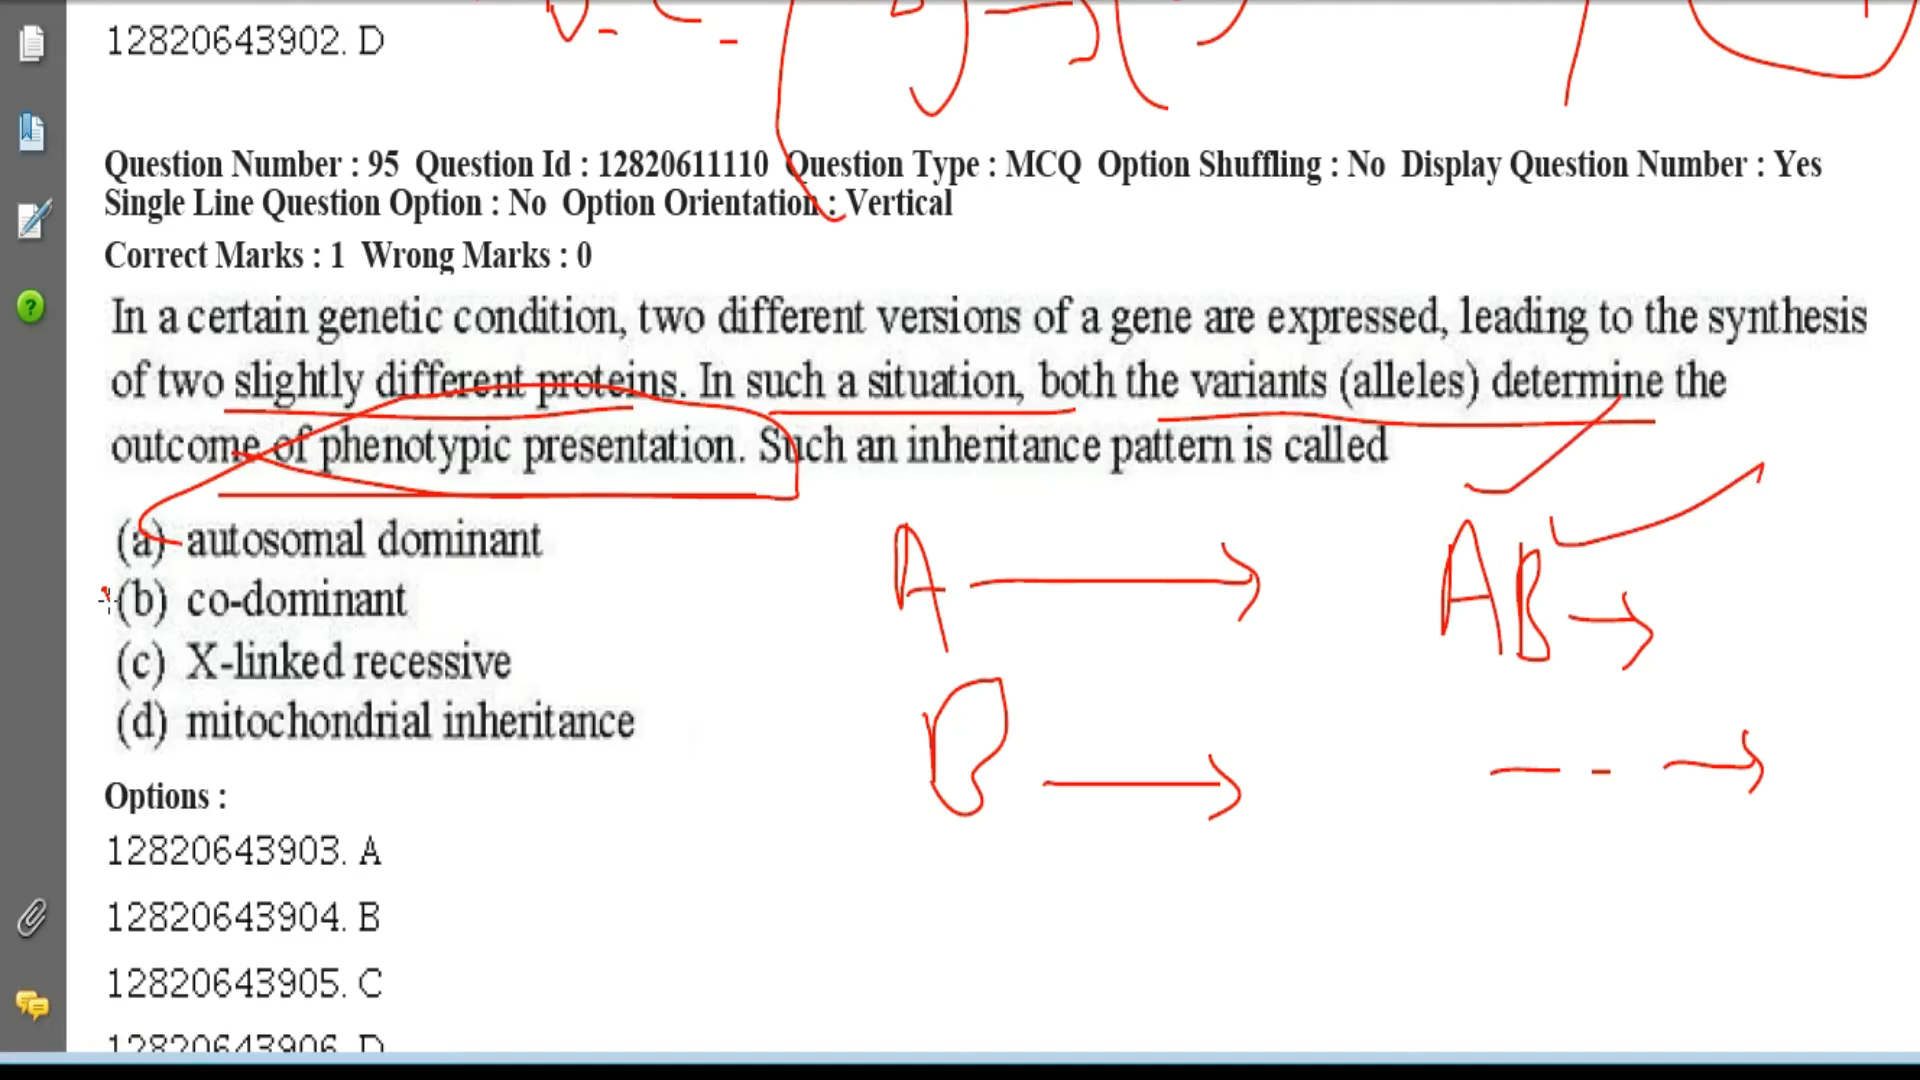 12820643902. D
Question Number : 95 Question Id : 12820611110 Question Type : MCQ Option Shuffling : No Display Question Number : Yes
Single Line Question Option : No Option Orientation : Vertical
Correct Marks : 1 Wrong Marks : 0
In a certain genetic condition, two different versions of a gene are expressed, leading to the synthesis
of two slightly different proteins. In such a situation, both the variants (alleles) determine the
outcome of phenotypic presentation. Such an inheritance pattern is called
(a) autosomal dominant
(b) co-dominant
(c) X-linked recessive
(d) mitochondrial inheritance
A
AB
B
Options :
12820643903. A
12820643904. B
12820643905. C
12820643906. D